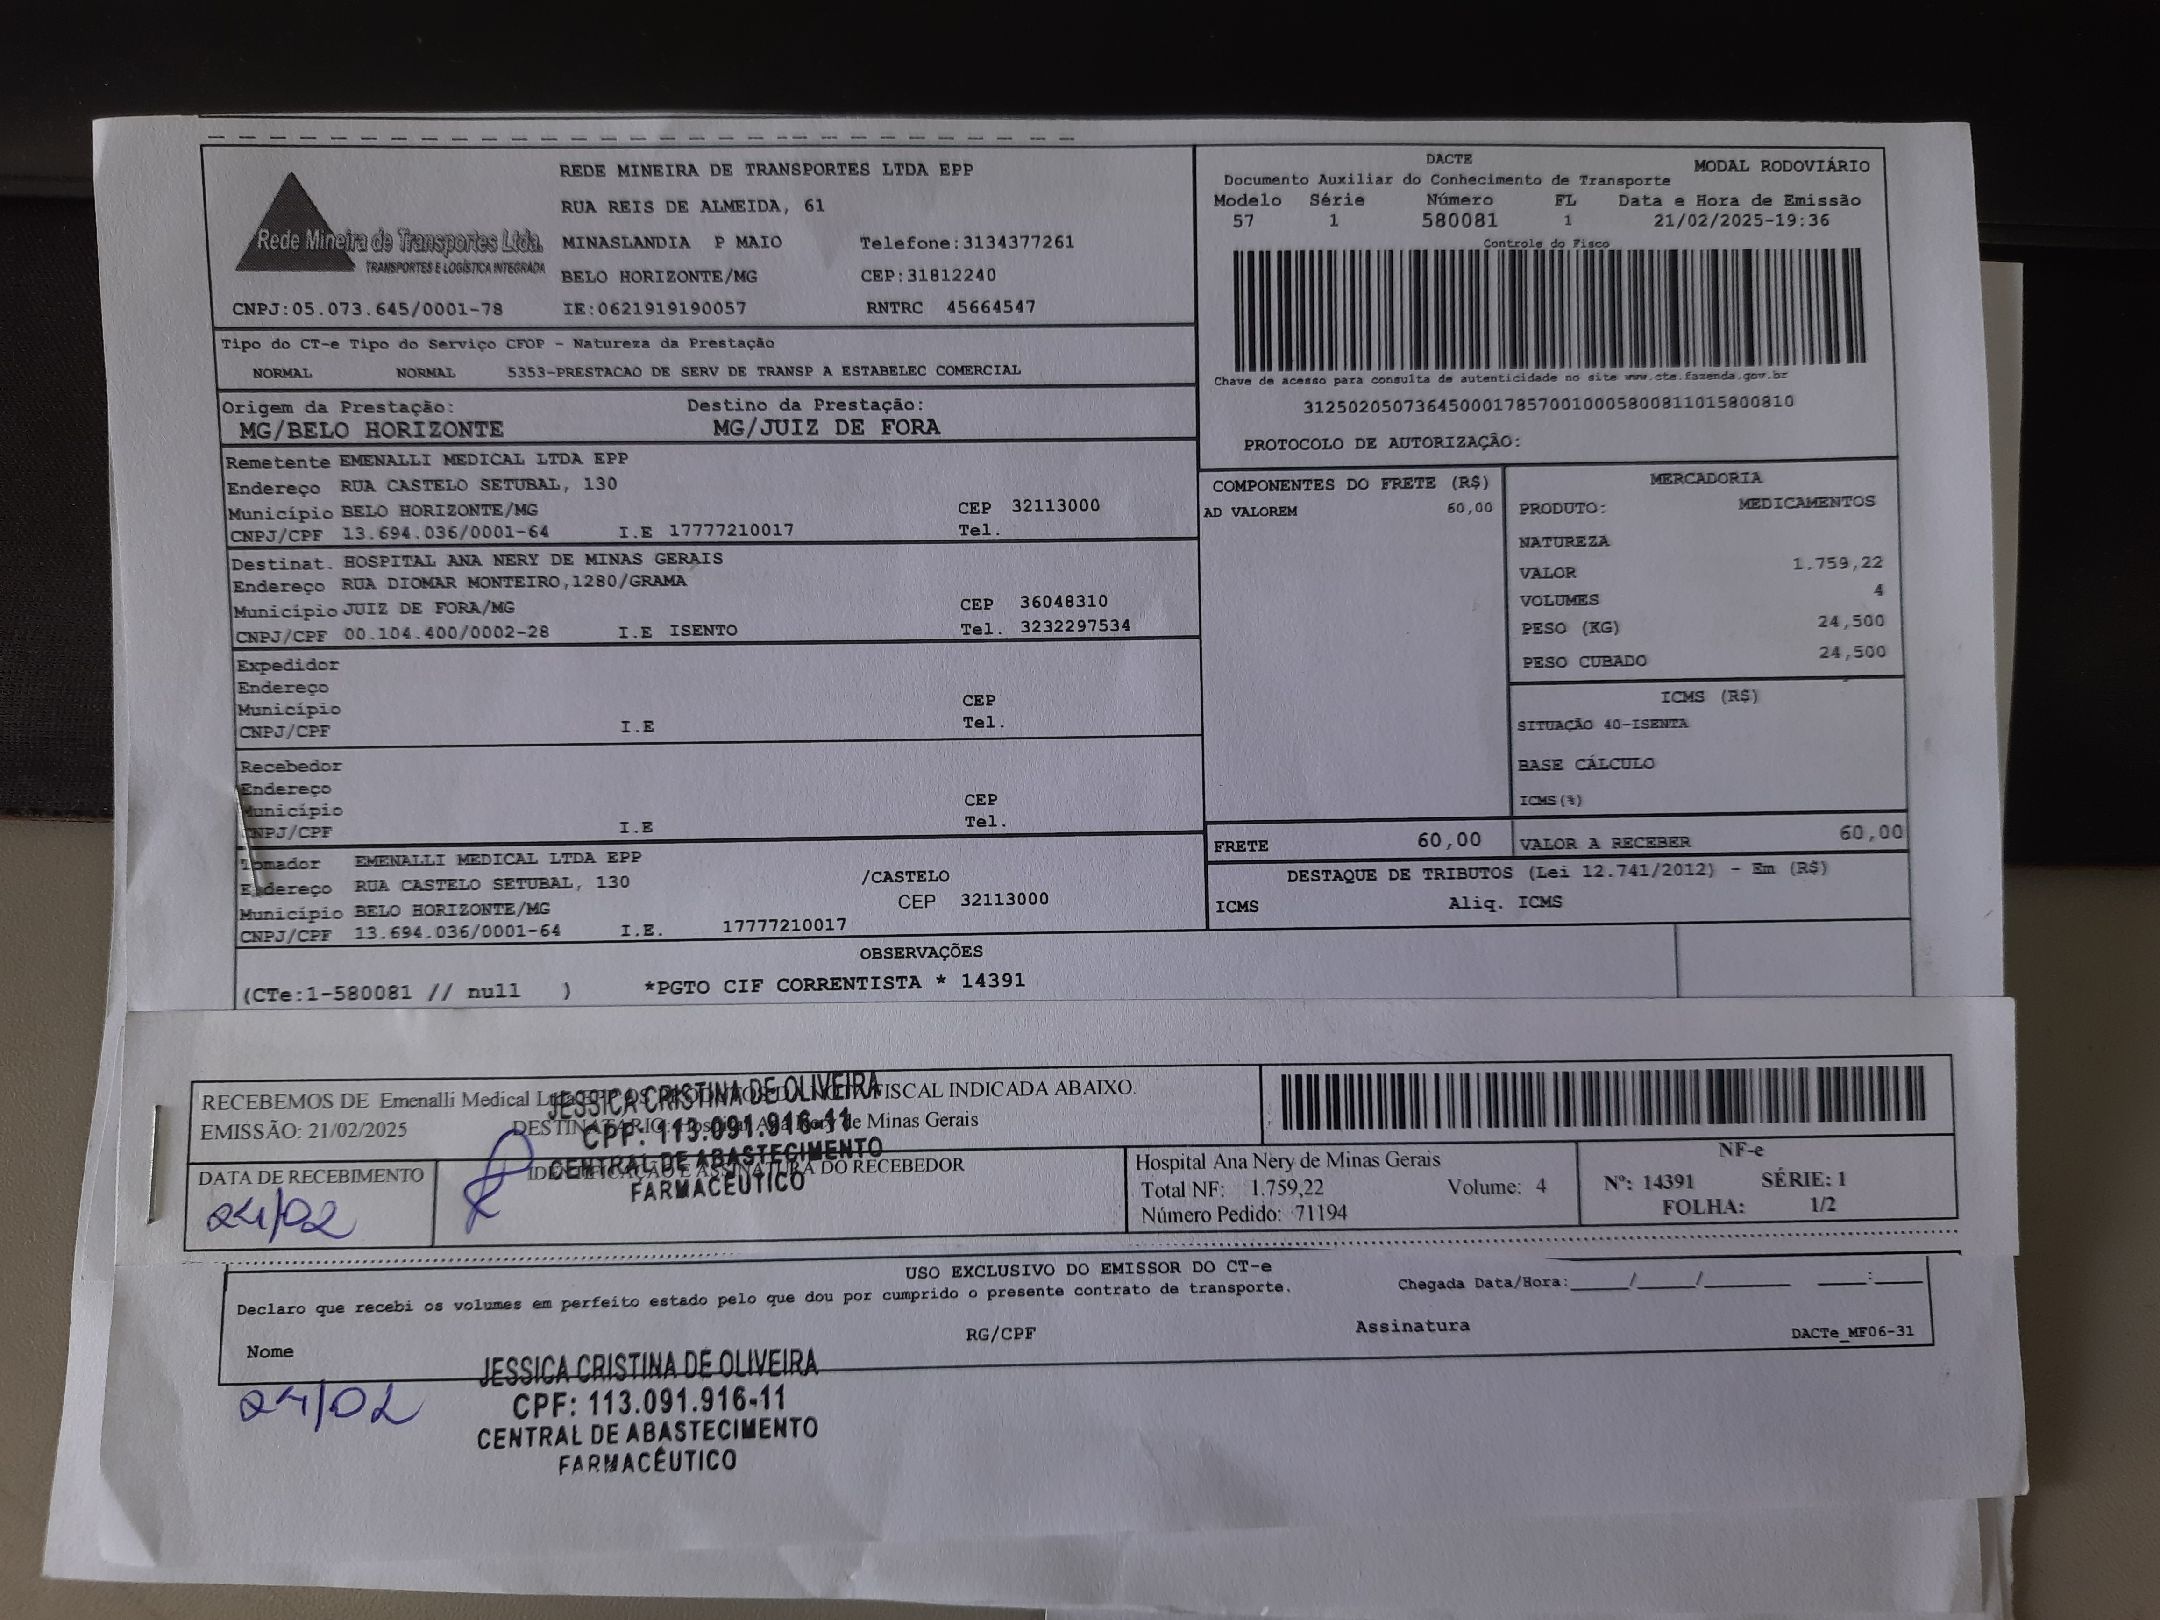 Rede Mineira de Transportes Ltda.
TRANSPORTES E LOGÍSTICA INTEGRADA
CNPJ:05.073.645/0001-78
REDE MINEIRA DE TRANSPORTES LTDA EPP
RUA REIS DE ALMEIDA, 61
MINASLANDIA P MAIO Telefone:3134377261
BELO HORIZONTE/MG CEP:31812240
IE:0621919190057 RNTRC 45664547
DACTE MODAL RODOVIÁRIO
Documento Auxiliar do Conhecimento de Transporte
Modelo Série Número FL Data e Hora de Emissão
57 1 580081 1 21/02/2025-19:36
Controle do Fisco
Chave de acesso para consulta de autenticidade no site www.cte.fazenda.gov.br
31250205073645000178570010005800811015800810
PROTOCOLO DE AUTORIZAÇÃO:
Tipo do CT-e Tipo do Serviço CFOP - Natureza da Prestação
NORMAL NORMAL 5353-PRESTACAO DE SERV DE TRANSP A ESTABELEC COMERCIAL
Origem da Prestação: Destino da Prestação:
MG/BELO HORIZONTE MG/JUIZ DE FORA
Remetente EMENALLI MEDICAL LTDA EPP
Endereço RUA CASTELO SETUBAL, 130
Município BELO HORIZONTE/MG CEP 32113000
CNPJ/CPF 13.694.036/0001-64 I.E 17777210017 Tel.
Destinat. HOSPITAL ANA NERY DE MINAS GERAIS
Endereço RUA DIOMAR MONTEIRO,1280/GRAMA
Município JUIZ DE FORA/MG CEP 36048310
CNPJ/CPF 00.104.400/0002-28 I.E ISENTO Tel. 3232297534
Expedidor
Endereço
Município CEP
CNPJ/CPF I.E Tel.
Recebedor
Endereço
Município CEP
CNPJ/CPF I.E Tel.
Tomador EMENALLI MEDICAL LTDA EPP
Endereço RUA CASTELO SETUBAL, 130 /CASTELO
Município BELO HORIZONTE/MG CEP 32113000
CNPJ/CPF 13.694.036/0001-64 I.E. 17777210017
COMPONENTES DO FRETE (R$)
AD VALOREM 60,00
MERCADORIA
PRODUTO: MEDICAMENTOS
NATUREZA
VALOR 1.759,22
VOLUMES 4
PESO (KG) 24,500
PESO CUBADO 24,500
ICMS (R$)
SITUAÇÃO 40-ISENTA
BASE CÁLCULO
ICMS(%)
FRETE 60,00 VALOR A RECEBER 60,00
DESTAQUE DE TRIBUTOS (Lei 12.741/2012) - Em (R$)
ICMS Aliq. ICMS
OBSERVAÇÕES
(CTe:1-580081 // null ) *PGTO CIF CORRENTISTA * 14391
RECEBEMOS DE Emenalli Medical Ltda EPP OS PRODUTOS DA NOTA FISCAL INDICADA ABAIXO.
EMISSÃO: 21/02/2025 DESTINATARIO: Hospital Ana Nery de Minas Gerais
JESSICA CRISTINA DE OLIVEIRA
CPF: 113.091.916-11
CENTRAL DE ABASTECIMENTO
FARMACÊUTICO
DATA DE RECEBIMENTO IDENTIFICAÇÃO E ASSINATURA DO RECEBEDOR
24/02
Hospital Ana Nery de Minas Gerais
Total NF: 1.759,22 Volume: 4
Número Pedido: 71194
NF-e
Nº: 14391 SÉRIE: 1
FOLHA: 1/2
USO EXCLUSIVO DO EMISSOR DO CT-e
Declaro que recebi os volumes em perfeito estado pelo que dou por cumprido o presente contrato de transporte. Chegada Data/Hora:____/____/______ ___:___
Nome RG/CPF Assinatura DACTe_MF06-31
24/02
JESSICA CRISTINA DE OLIVEIRA
CPF: 113.091.916-11
CENTRAL DE ABASTECIMENTO
FARMACÊUTICO